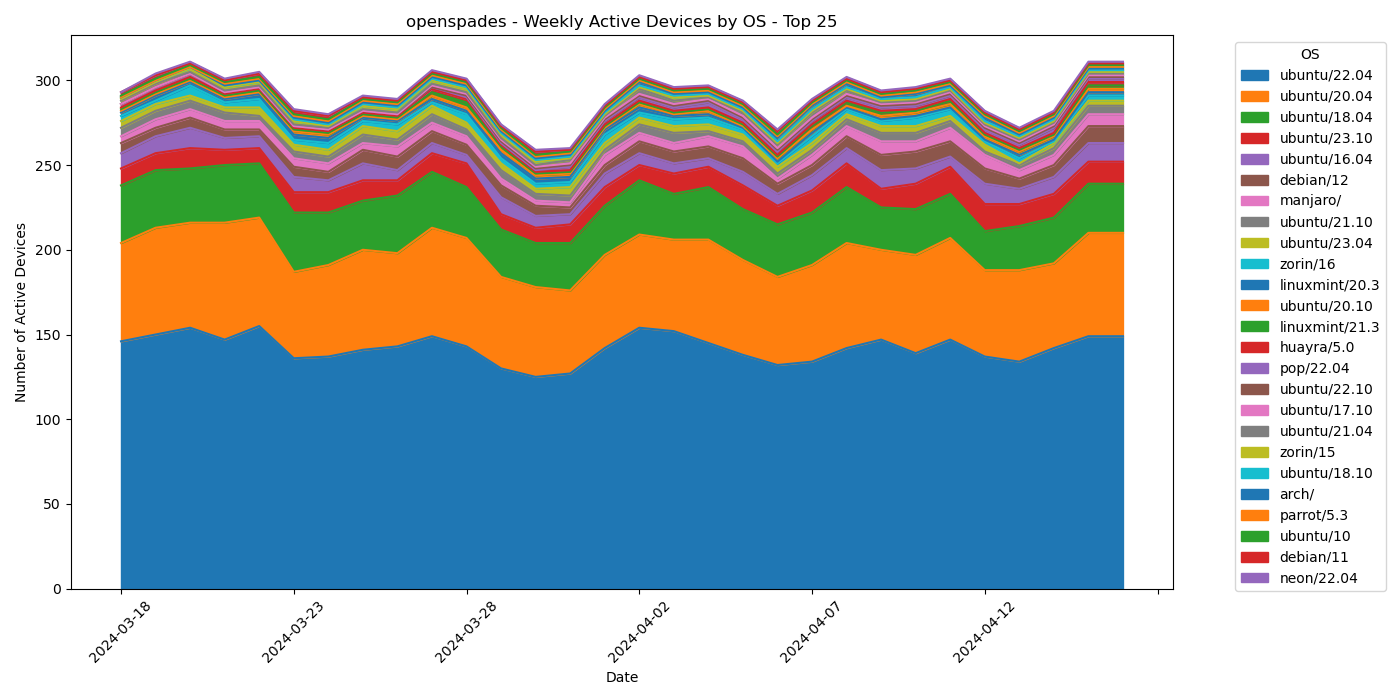 openspades - Weekly Active Devices by OS - Top 25
Number of Active Devices
300
250
200
150
100
50
0
2024-03-18
2024-03-23
2024-03-28
2024-04-02
2024-04-07
2024-04-12
Date
OS
ubuntu/22.04
ubuntu/20.04
ubuntu/18.04
ubuntu/23.10
ubuntu/16.04
debian/12
manjaro/
ubuntu/21.10
ubuntu/23.04
zorin/16
linuxmint/20.3
ubuntu/20.10
linuxmint/21.3
huayra/5.0
pop/22.04
ubuntu/22.10
ubuntu/17.10
ubuntu/21.04
zorin/15
ubuntu/18.10
arch/
parrot/5.3
ubuntu/10
debian/11
neon/22.04